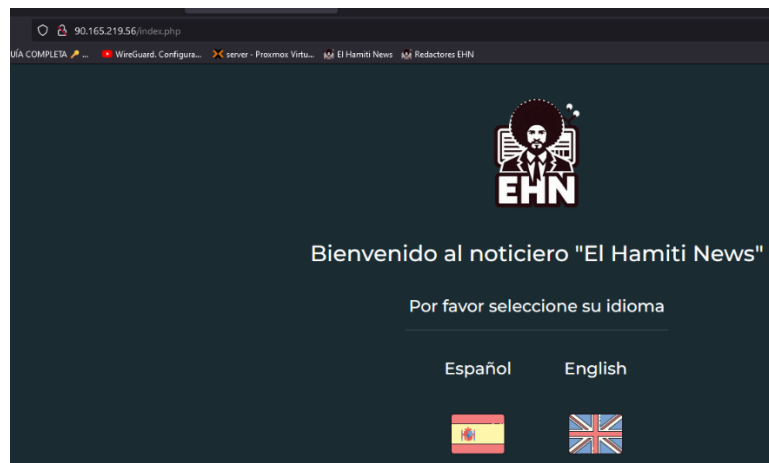 90.165.219.56/index.php
UÍA COMPLETA 🔑 ... WireGuard. Configura... server - Proxmox Virtu... El Hamiti News Redactores EHN
EHN
Bienvenido al noticiero "El Hamiti News"
Por favor seleccione su idioma
Español English